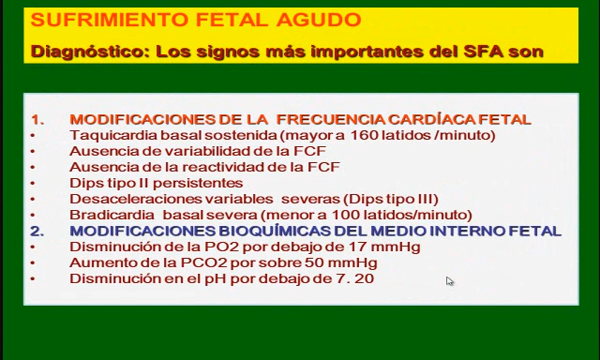 SUFRIMIENTO FETAL AGUDO
Diagnóstico: Los signos más importantes del SFA son
1. MODIFICACIONES DE LA FRECUENCIA CARDÍACA FETAL
• Taquicardia basal sostenida (mayor a 160 latidos /minuto)
• Ausencia de variabilidad de la FCF
• Ausencia de la reactividad de la FCF
• Dips tipo II persistentes
• Desaceleraciones variables severas (Dips tipo III)
• Bradicardia basal severa (menor a 100 latidos/minuto)
2. MODIFICACIONES BIOQUÍMICAS DEL MEDIO INTERNO FETAL
• Disminución de la PO2 por debajo de 17 mmHg
• Aumento de la PCO2 por sobre 50 mmHg
• Disminución en el pH por debajo de 7. 20